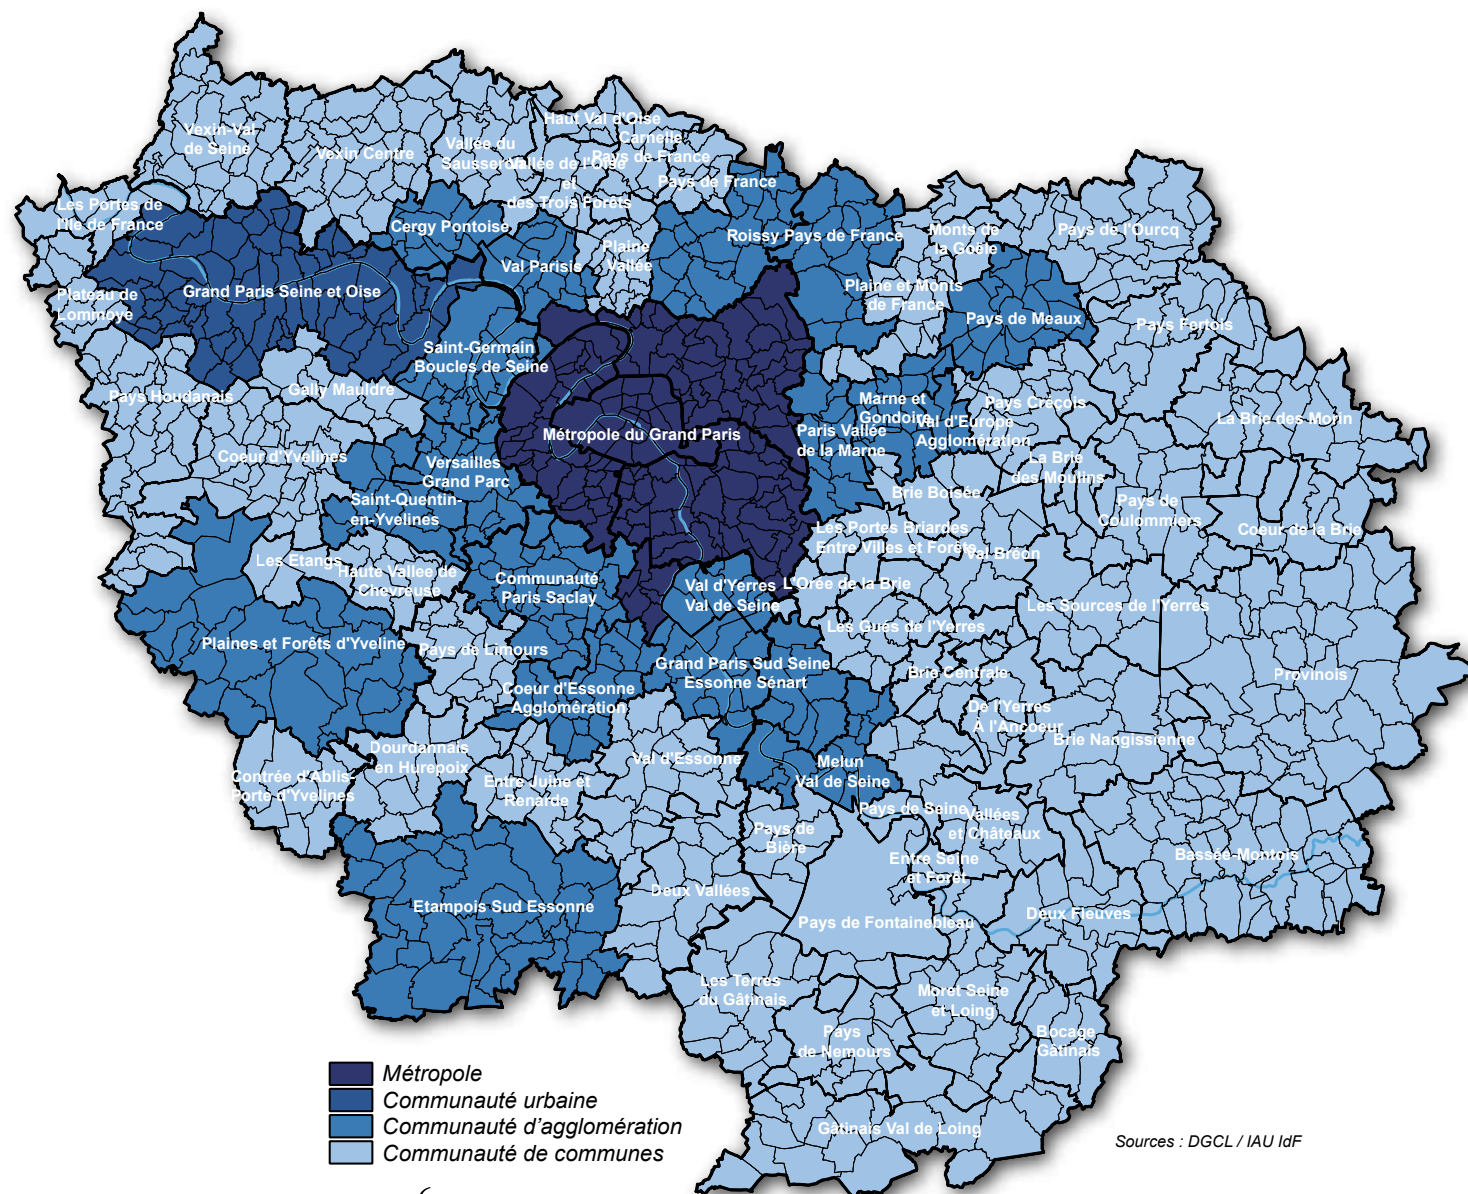 Vexin-Val
de Seine
Vexin Centre
Vallée du
Sausseron
Haut Val d'Oise
Carnelle
Pays de France
Vallée de l'Oise
et
des Trois Forêts
Pays de France
Les Portes de
l'Ile de France
Cergy Pontoise
Val Parisis
Plaine
Vallée
Roissy Pays de France
Monts de
la Goële
Pays de l'Ourcq
Grand Paris Seine et Oise
Plateau de
Lommoye
Plaine et Monts
de France
Pays de Meaux
Pays Fertois
Saint-Germain
Boucles de Seine
Pays Houdanais
Gally Mauldre
Marne et
Gondoire
Pays Créçois
La Brie des Morin
Métropole du Grand Paris
Paris Vallée
de la Marne
Val d'Europe
Agglomération
Coeur d'Yvelines
Versailles
Grand Parc
La Brie
des Moulins
Saint-Quentin-
en-Yvelines
Brie Boisée
Pays de
Coulommiers
Coeur de la Brie
Les Portes Briardes
Entre Villes et Forêts
Val Bréon
Les Etangs
Haute Vallee de
Chevreuse
Communauté
Paris Saclay
Val d'Yerres
Val de Seine
L'Orée de la Brie
Les Sources de l'Yerres
Plaines et Forêts d'Yveline
Pays de Limours
Les Gués de l'Yerres
Grand Paris Sud Seine
Essonne Sénart
Brie Centrale
Provinois
Coeur d'Essonne
Agglomération
De l'Yerres
À l'Ancoeur
Brie Nangissienne
Dourdannais
en Hurepoix
Val d'Essonne
Melun
Val de Seine
Contrée d'Ablis-
Porte d'Yvelines
Entre Juine et
Renarde
Pays de Seine
Vallées
et Châteaux
Pays de
Bière
Entre Seine
et Forêt
Bassée-Montois
Deux Vallées
Etampois Sud Essonne
Pays de Fontainebleau
Deux Fleuves
Les Terres
du Gâtinais
Moret Seine
et Loing
Pays
de Nemours
Bocage
Gâtinais
Gâtinais Val de Loing
Métropole
Communauté urbaine
Communauté d'agglomération
Communauté de communes
Sources : DGCL / IAU IdF